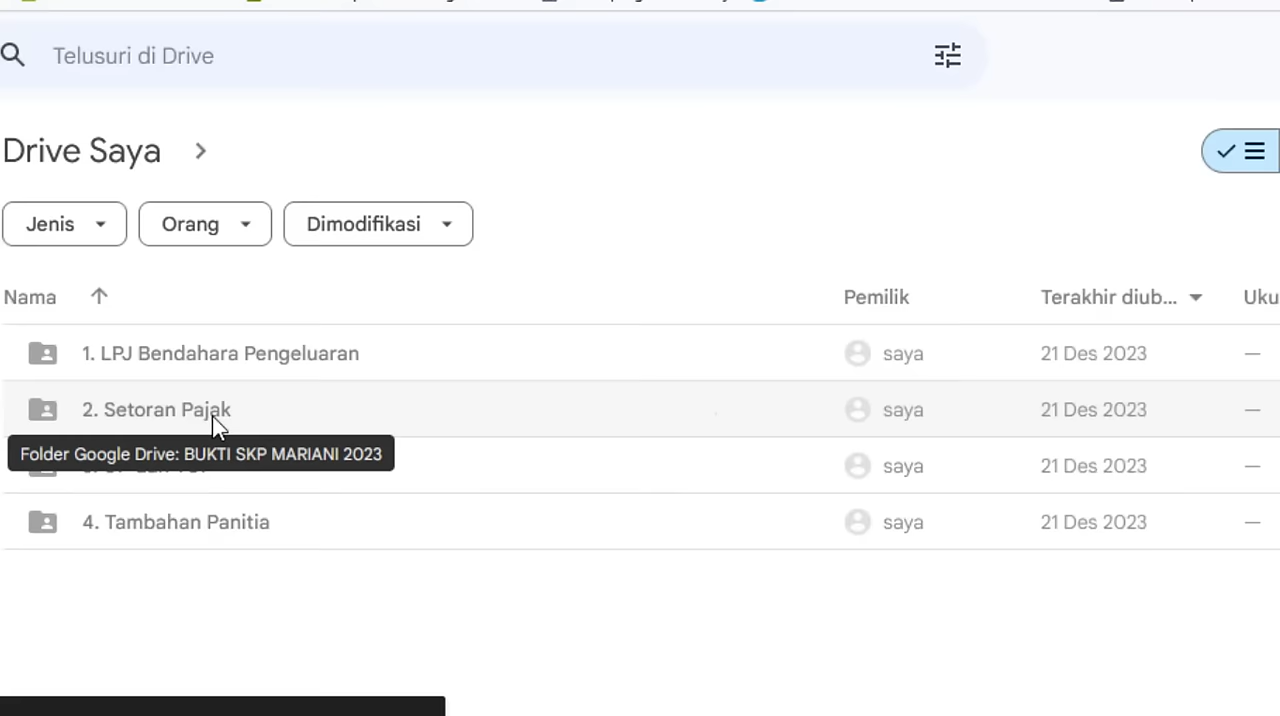 Telusuri di Drive
Drive Saya
Jenis Orang Dimodifikasi
Nama Pemilik Terakhir diub... Uku
1. LPJ Bendahara Pengeluaran saya 21 Des 2023 —
2. Setoran Pajak saya 21 Des 2023 —
Folder Google Drive: BUKTI SKP MARIANI 2023
saya 21 Des 2023 —
4. Tambahan Panitia saya 21 Des 2023 —